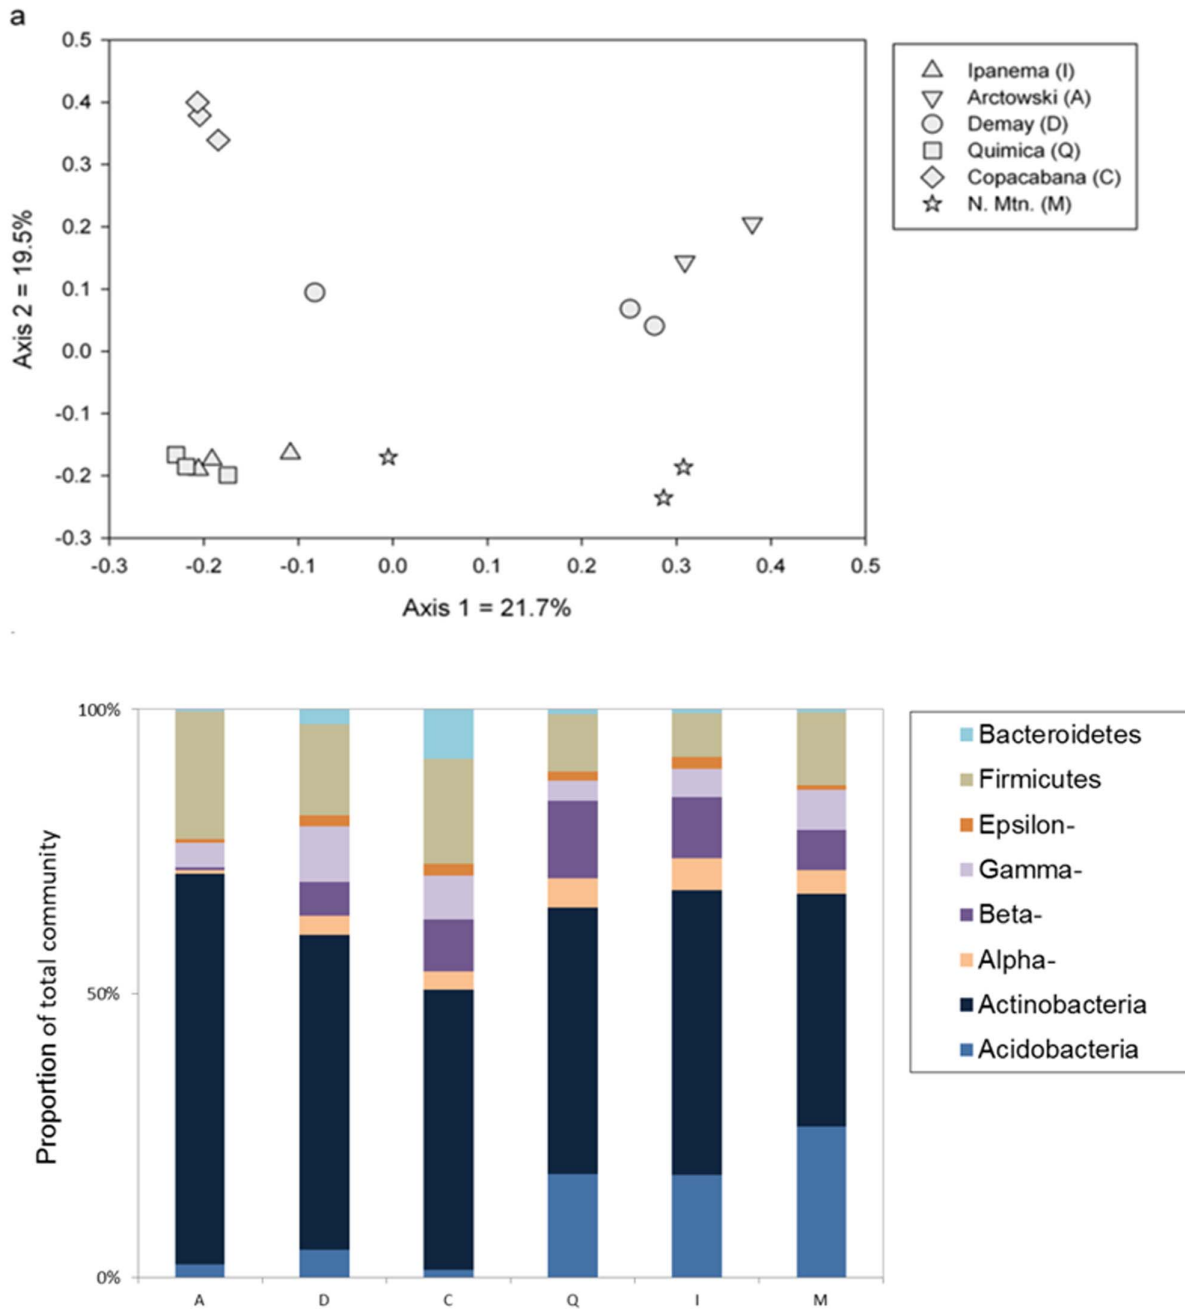 a
0.5
0.4
0.3
0.2
0.1
0.0
-0.1
-0.2
-0.3
Axis 2 = 19.5%
-0.3 -0.2 -0.1 0.0 0.1 0.2 0.3 0.4 0.5
Axis 1 = 21.7%
Ipanema (I)
Arctowski (A)
Demay (D)
Quimica (Q)
Copacabana (C)
N. Mtn. (M)
100%
50%
0%
Proportion of total community
A D C Q I M
Bacteroidetes
Firmicutes
Epsilon-
Gamma-
Beta-
Alpha-
Actinobacteria
Acidobacteria